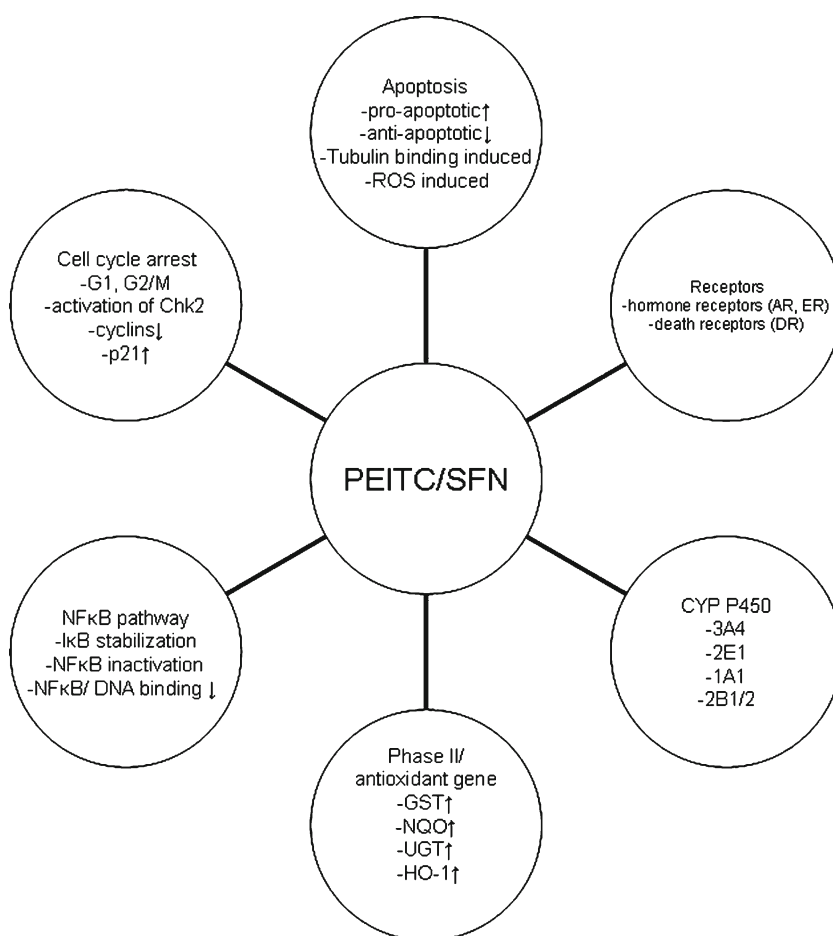 Apoptosis
-pro-apoptotic↑
-anti-apoptotic↓
-Tubulin binding induced
-ROS induced
Cell cycle arrest
-G1, G2/M
-activation of Chk2
-cyclins↓
-p21↑
Receptors
-hormone receptors (AR, ER)
-death receptors (DR)
PEITC/SFN
NFκB pathway
-IκB stabilization
-NFκB inactivation
-NFκB/ DNA binding ↓
CYP P450
-3A4
-2E1
-1A1
-2B1/2
Phase II/
antioxidant gene
-GST↑
-NQO↑
-UGT↑
-HO-1↑